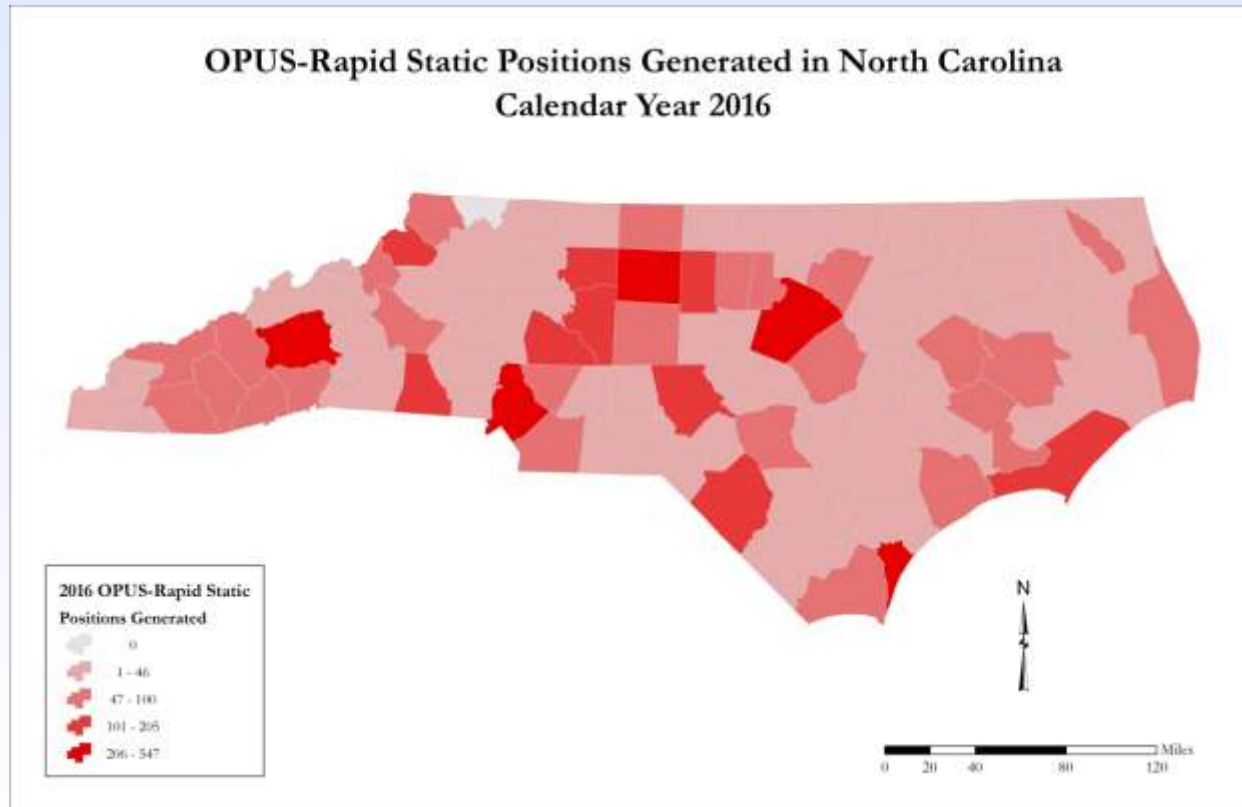 OPUS-Rapid Static Positions Generated in North Carolina
Calendar Year 2016
2016 OPUS-Rapid Static
Positions Generated
0
1 - 46
47 - 100
101 - 205
206 - 547
N
Miles
0 20 40 80 120